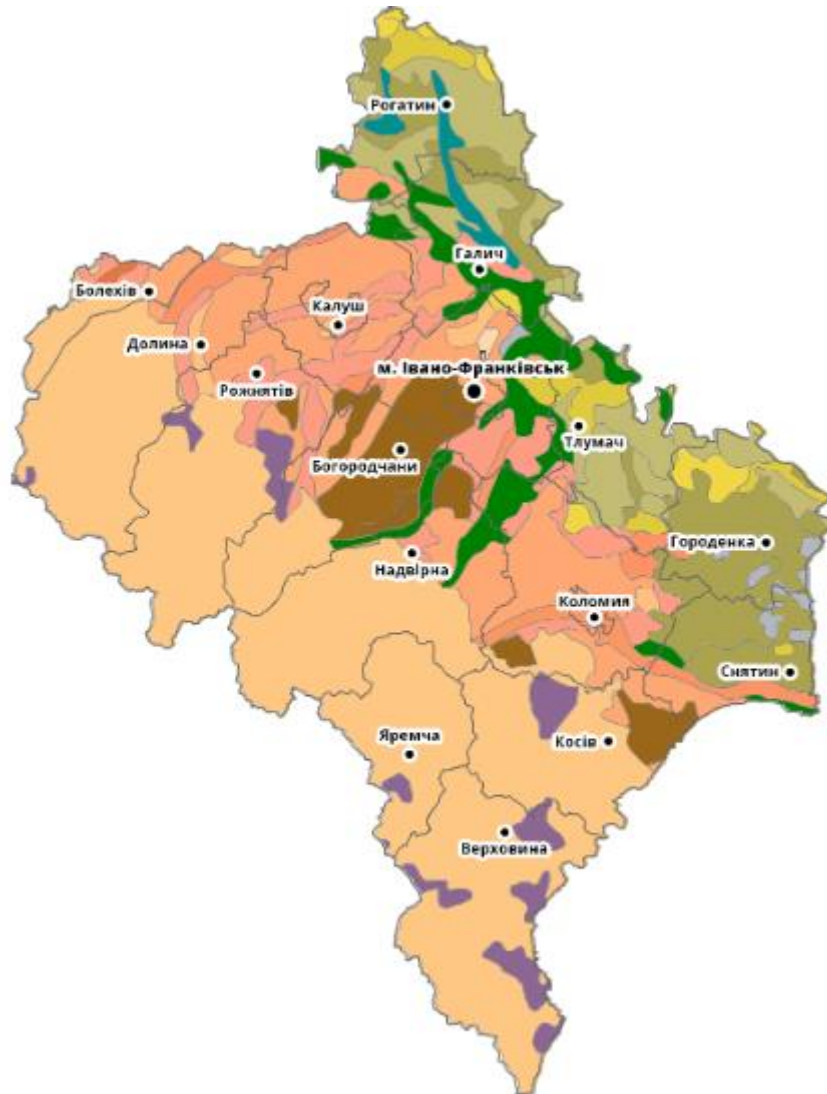 Рогатин
Галич
Болехів
Калуш
Долина
м. Івано-Франківськ
Рожнятів
Тлумач
Богородчани
Городенка
Надвірна
Коломия
Снятин
Яремча
Косів
Верховина